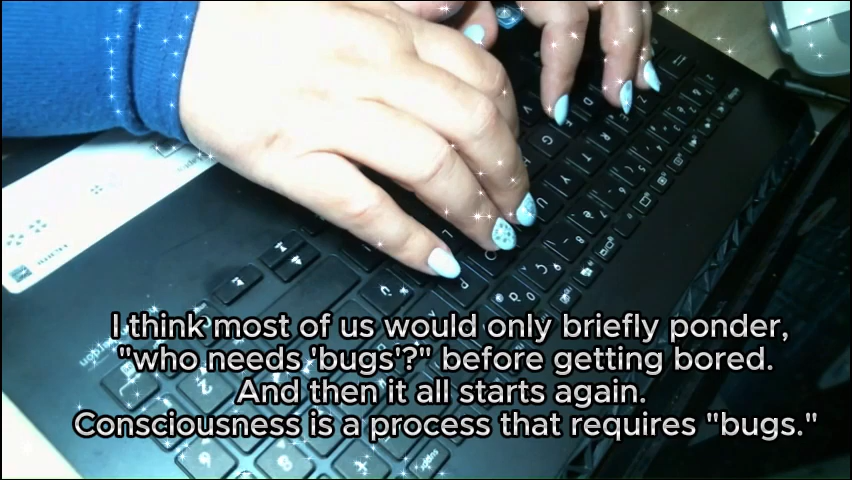 I think most of us would only briefly ponder,
"who needs 'bugs'?" before getting bored.
And then it all starts again.
Consciousness is a process that requires "bugs."